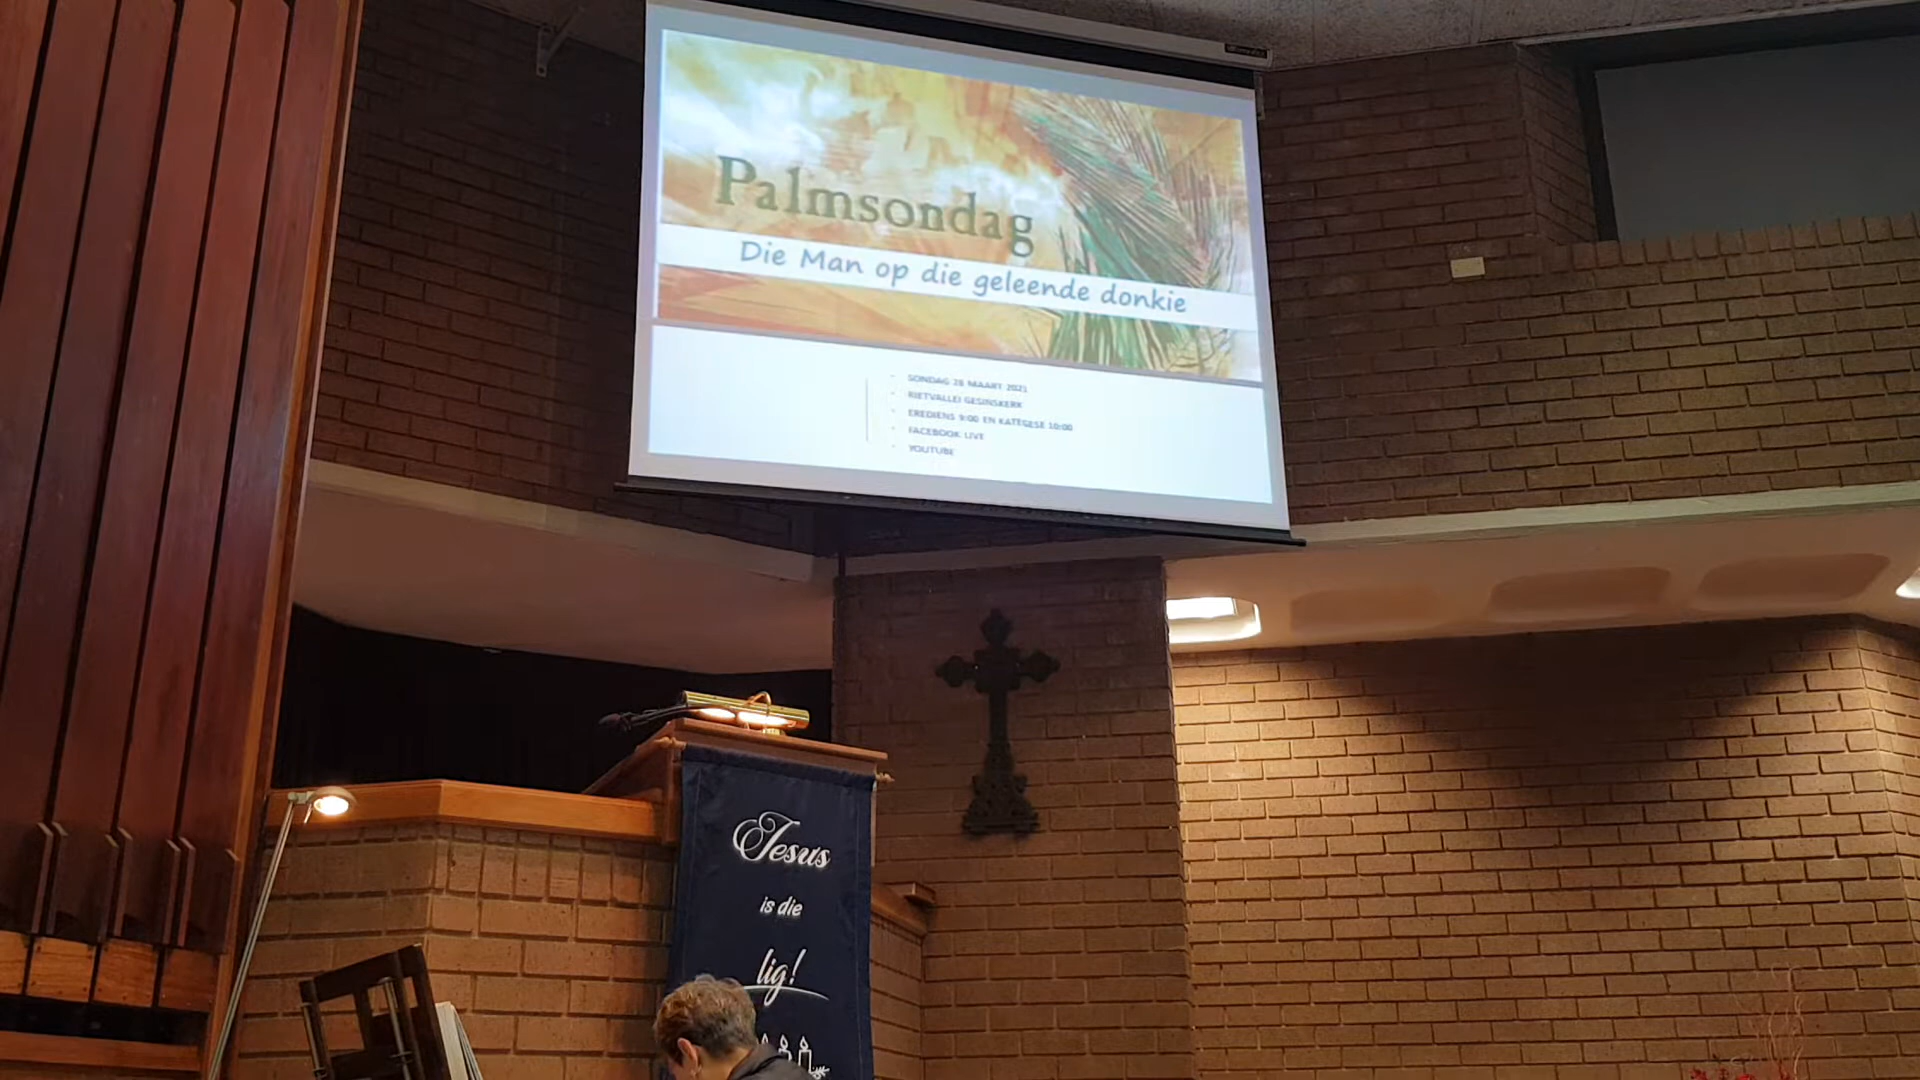 Palmsondag
Die Man op die geleende donkie
SONDAG 28 MAART 2021
RIETVALLEI GESINSKERK
EREDIENS 9:00 EN KATEGESE 10:00
FACEBOOK LIVE
YOUTUBE
Jesus
is die
lig!